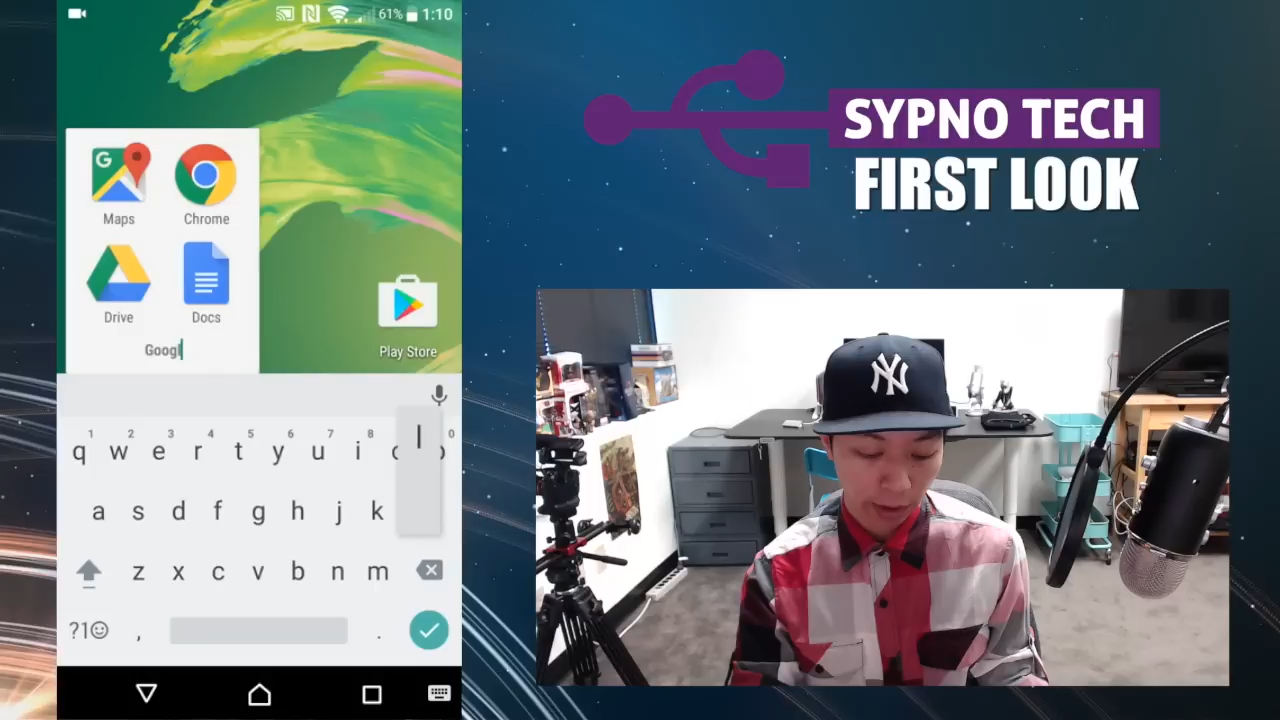 61% 1:10
SYPNO TECH
FIRST LOOK
G
Maps
Chrome
Drive
Docs
Googl
Play Store
1 2 3 4 5 6 7 8 0
q w e r t y u i
l
a s d f g h j k
z x c v b n m
?1☺ , .
NY